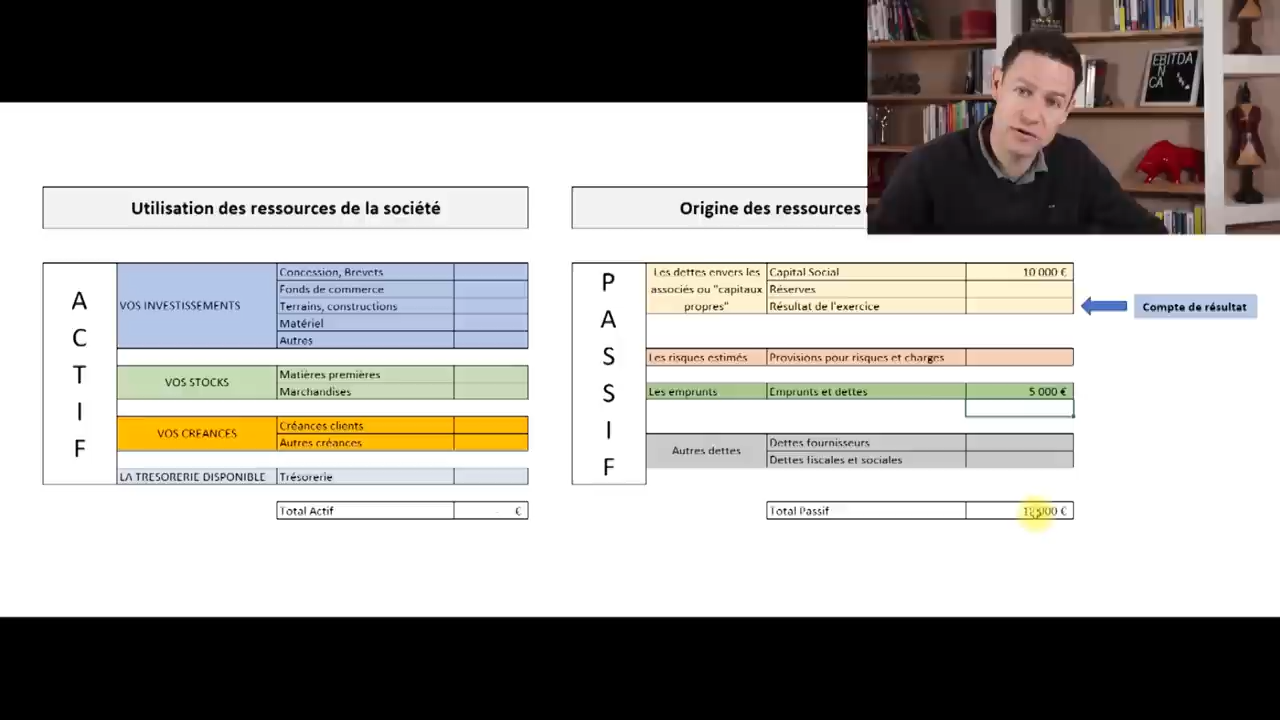 EBITDA
N
CA
Utilisation des ressources de la société
Origine des ressources
A
C
T
I
F
VOS INVESTISSEMENTS
Concession, Brevets
Fonds de commerce
Terrains, constructions
Matériel
Autres
VOS STOCKS
Matières premières
Marchandises
VOS CREANCES
Créances clients
Autres créances
LA TRESORERIE DISPONIBLE
Trésorerie
Total Actif
- €
P
A
S
S
I
F
Les dettes envers les
associés ou "capitaux
propres"
Capital Social
10 000 €
Réserves
Résultat de l'exercice
Compte de résultat
Les risques estimés
Provisions pour risques et charges
Les emprunts
Emprunts et dettes
5 000 €
Autres dettes
Dettes fournisseurs
Dettes fiscales et sociales
Total Passif
€